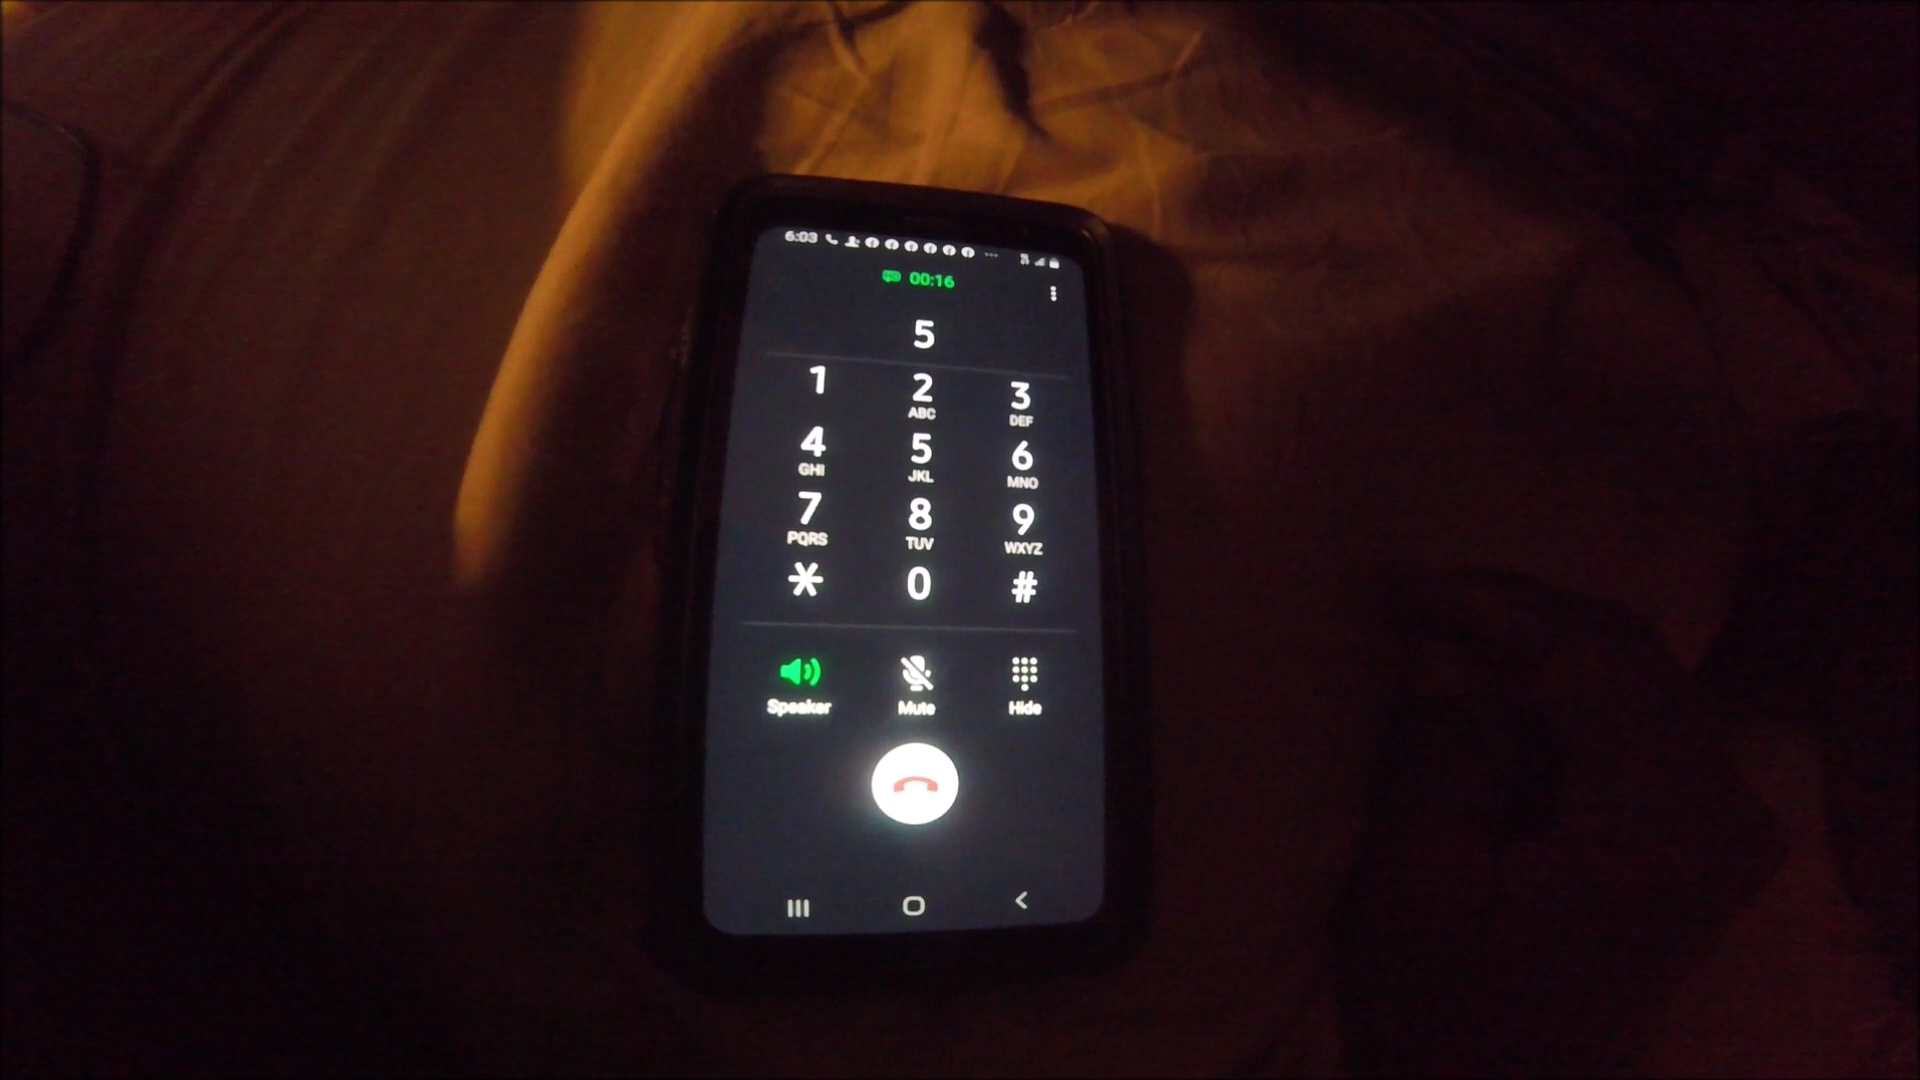 6:03
00:16
5
1 2 3
ABC DEF
4 5 6
GHI JKL MNO
7 8 9
PQRS TUV WXYZ
* 0 #
Speaker Mute Hide